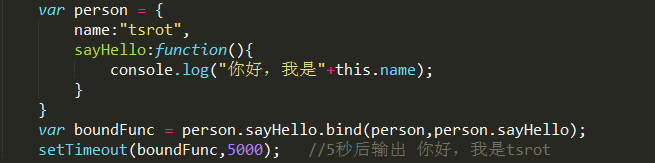 var person = {
name:"tsrot",
sayHello:function(){
console.log("你好，我是"+this.name);
}
}
var boundFunc = person.sayHello.bind(person,person.sayHello);
setTimeout(boundFunc,5000); //5秒后输出 你好，我是tsrot